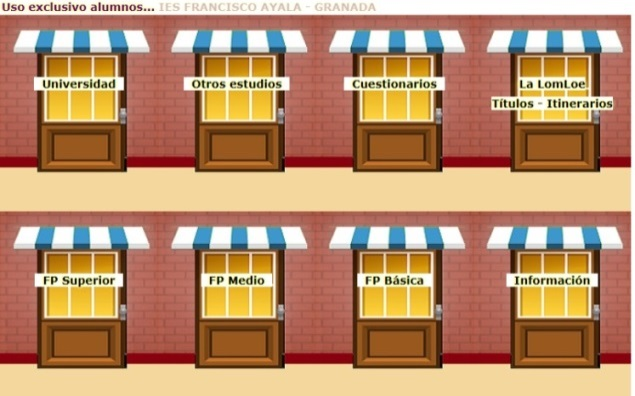 Uso exclusivo alumnos... IES FRANCISCO AYALA - GRANADA
Universidad
Otros estudios
Cuestionarios
La LomLoe
Títulos - Itinerarios
FP Superior
FP Medio
FP Básica
Información